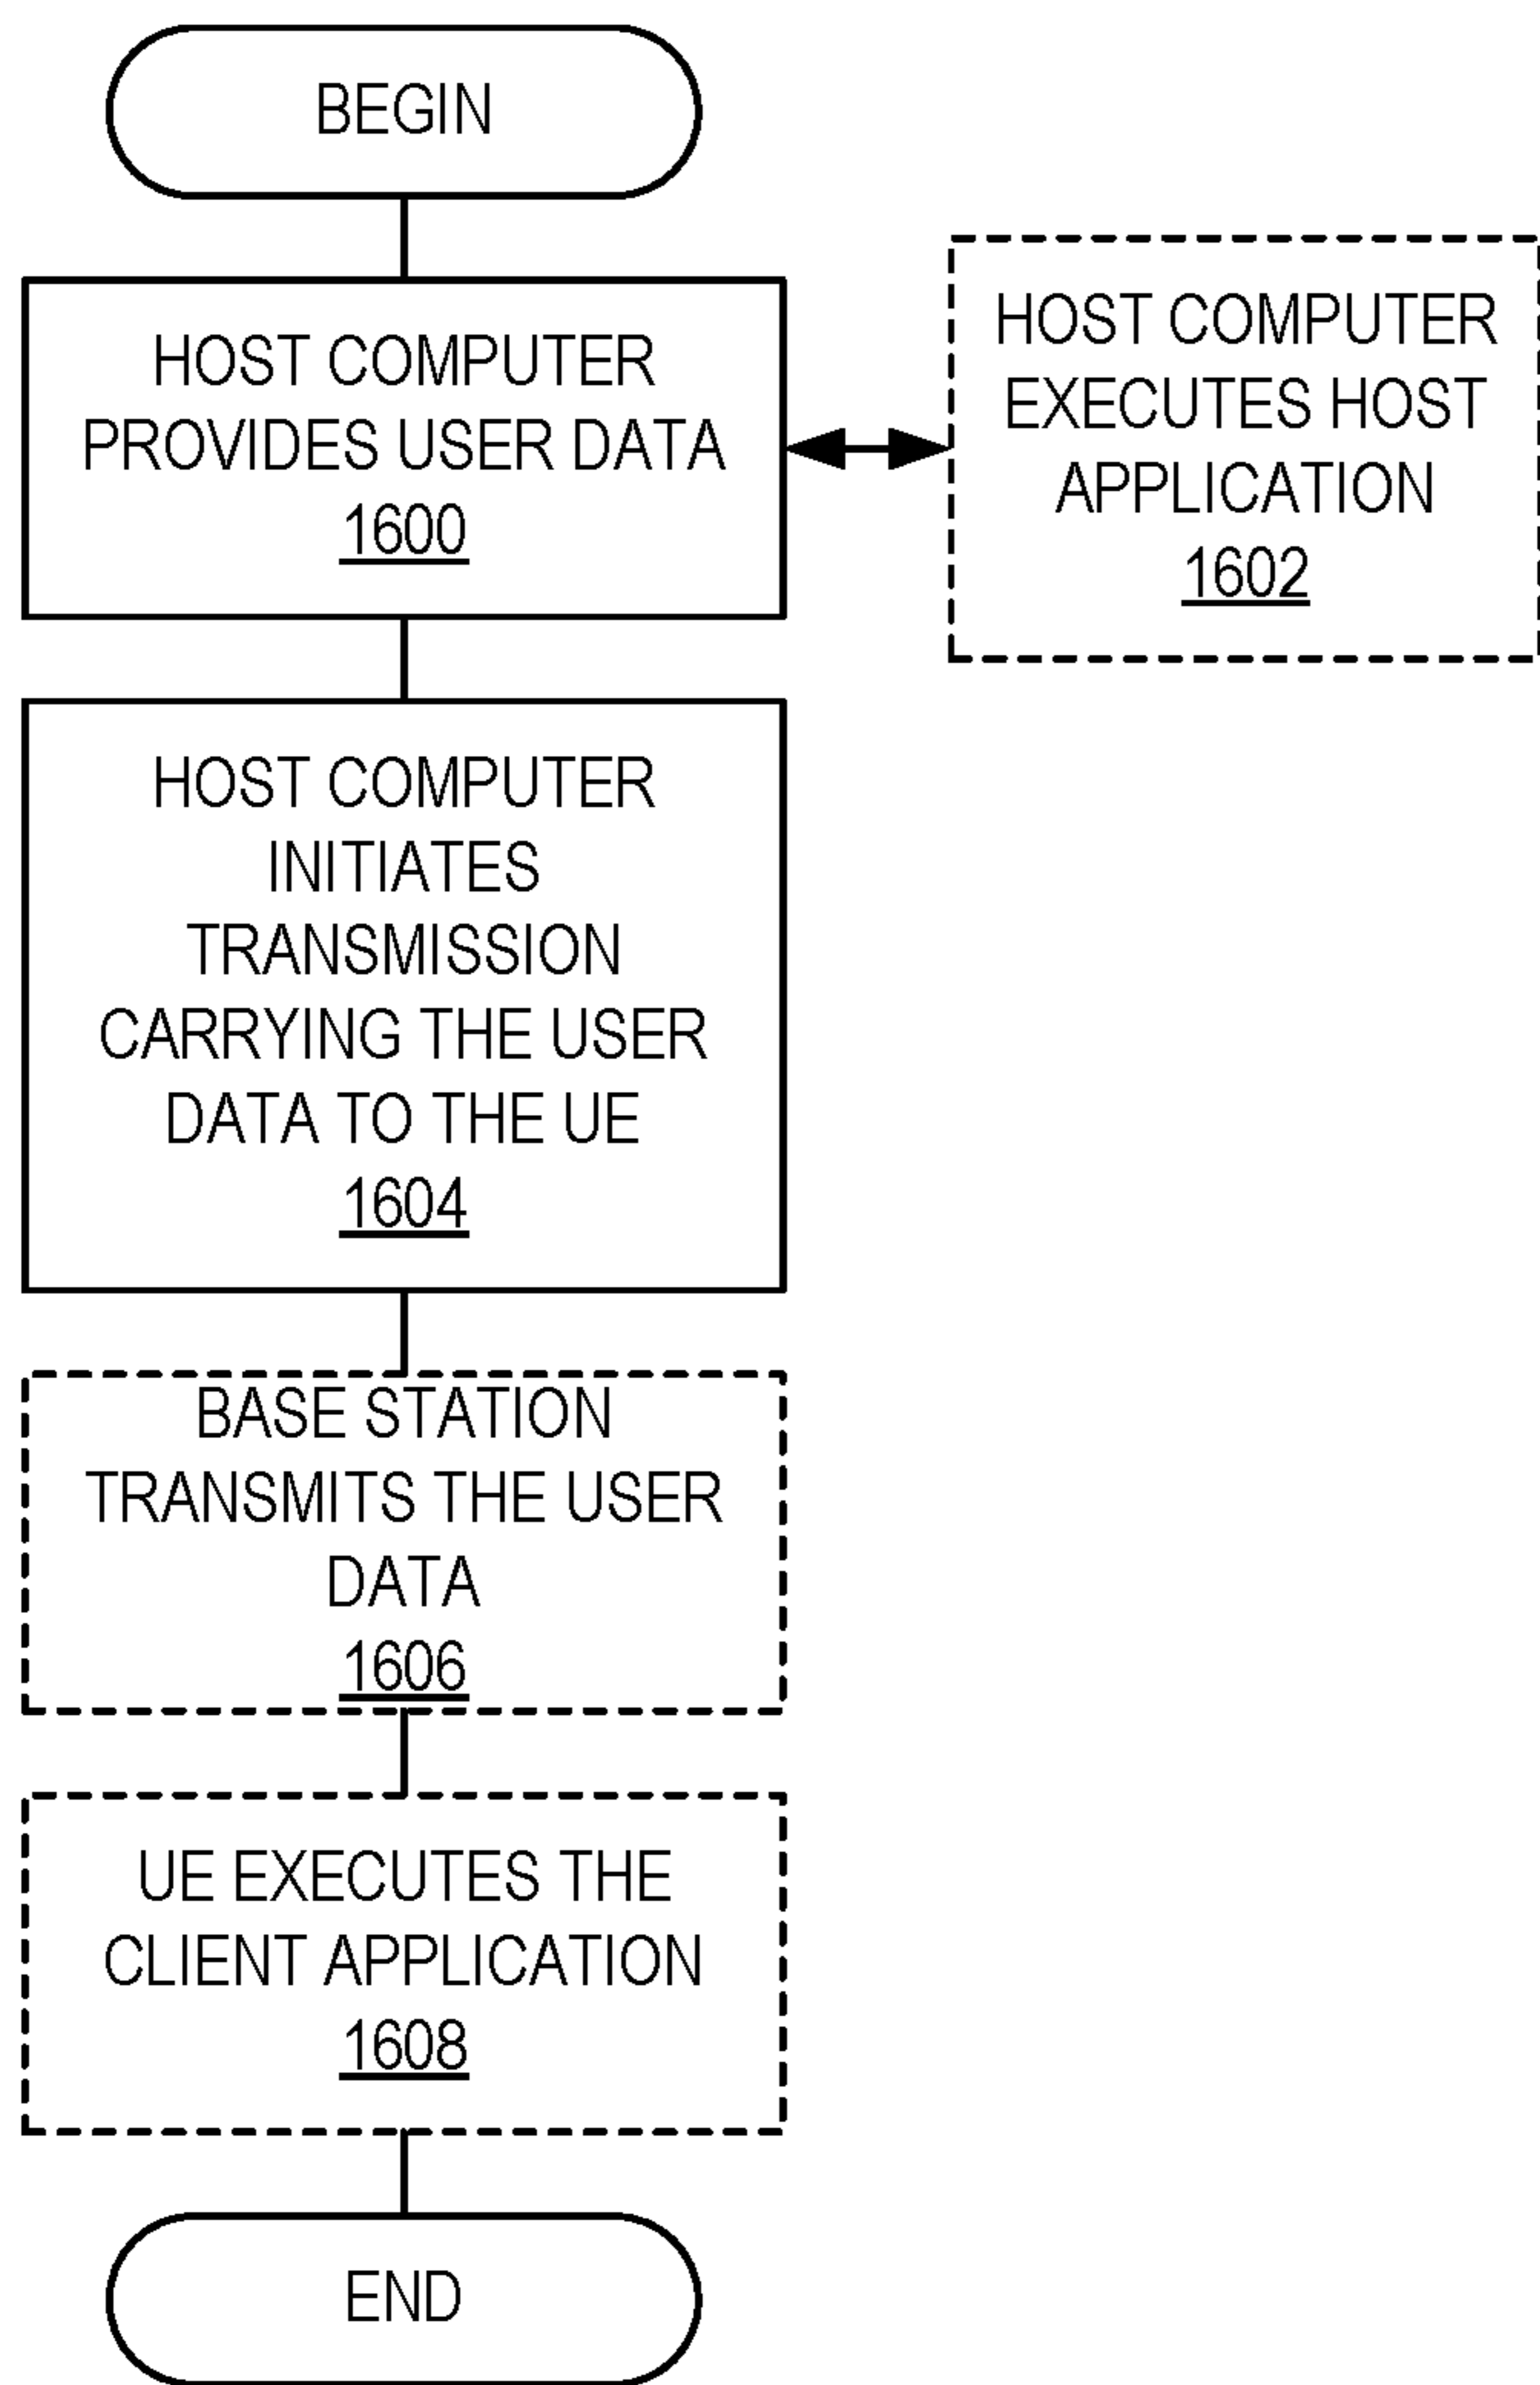 BEGIN
HOST COMPUTER
PROVIDES USER DATA
1600
HOST COMPUTER
EXECUTES HOST
APPLICATION
1602
HOST COMPUTER
INITIATES
TRANSMISSION
CARRYING THE USER
DATA TO THE UE
1604
BASE STATION
TRANSMITS THE USER
DATA
1606
UE EXECUTES THE
CLIENT APPLICATION
1608
END